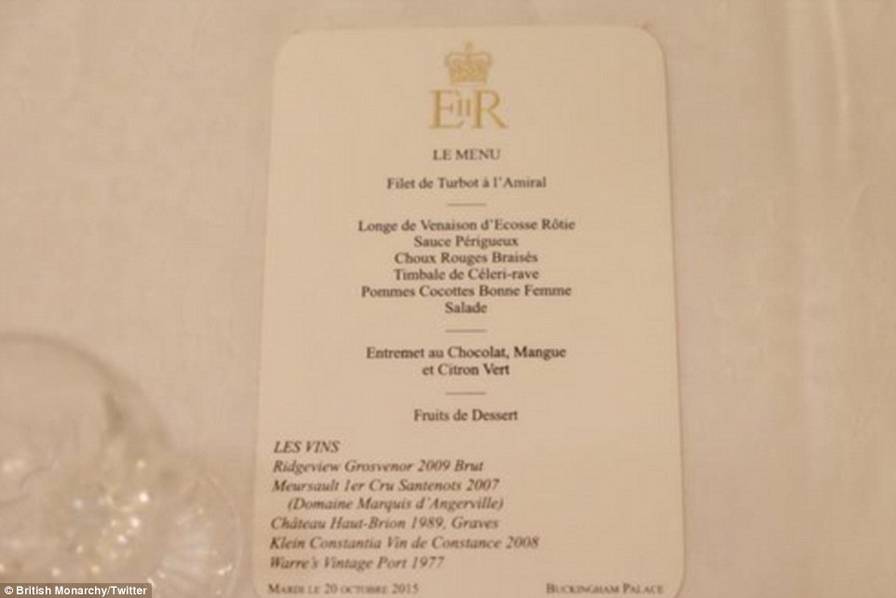 EIIR
LE MENU
Filet de Turbot à l'Amiral
Longe de Venaison d'Ecosse Rôtie
Sauce Périgueux
Choux Rouges Braisés
Timbale de Céleri-rave
Pommes Cocottes Bonne Femme
Salade
Entremet au Chocolat, Mangue
et Citron Vert
Fruits de Dessert
LES VINS
Ridgeview Grosvenor 2009 Brut
Meursault 1er Cru Santenots 2007
(Domaine Marquis d'Angerville)
Château Haut-Brion 1989, Graves
Klein Constantia Vin de Constance 2008
Warre's Vintage Port 1977
MARDI LE 20 OCTOBRE 2015 BUCKINGHAM PALACE
© British Monarchy/Twitter